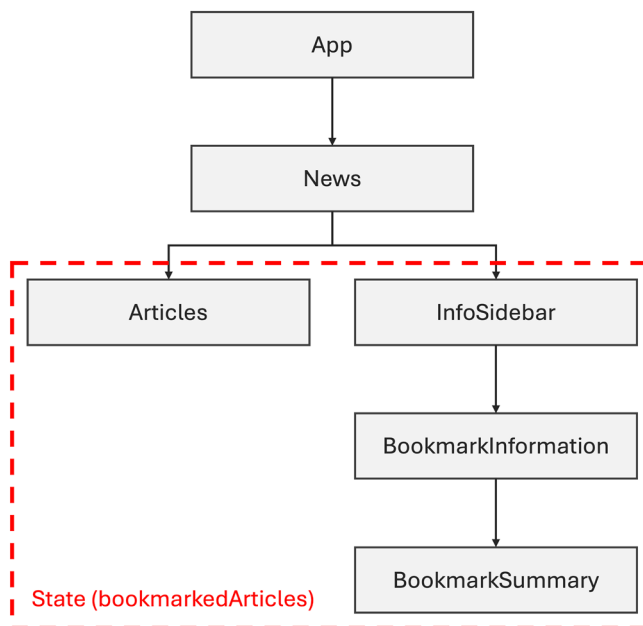 App
News
Articles
InfoSidebar
BookmarkInformation
BookmarkSummary
State (bookmarkedArticles)